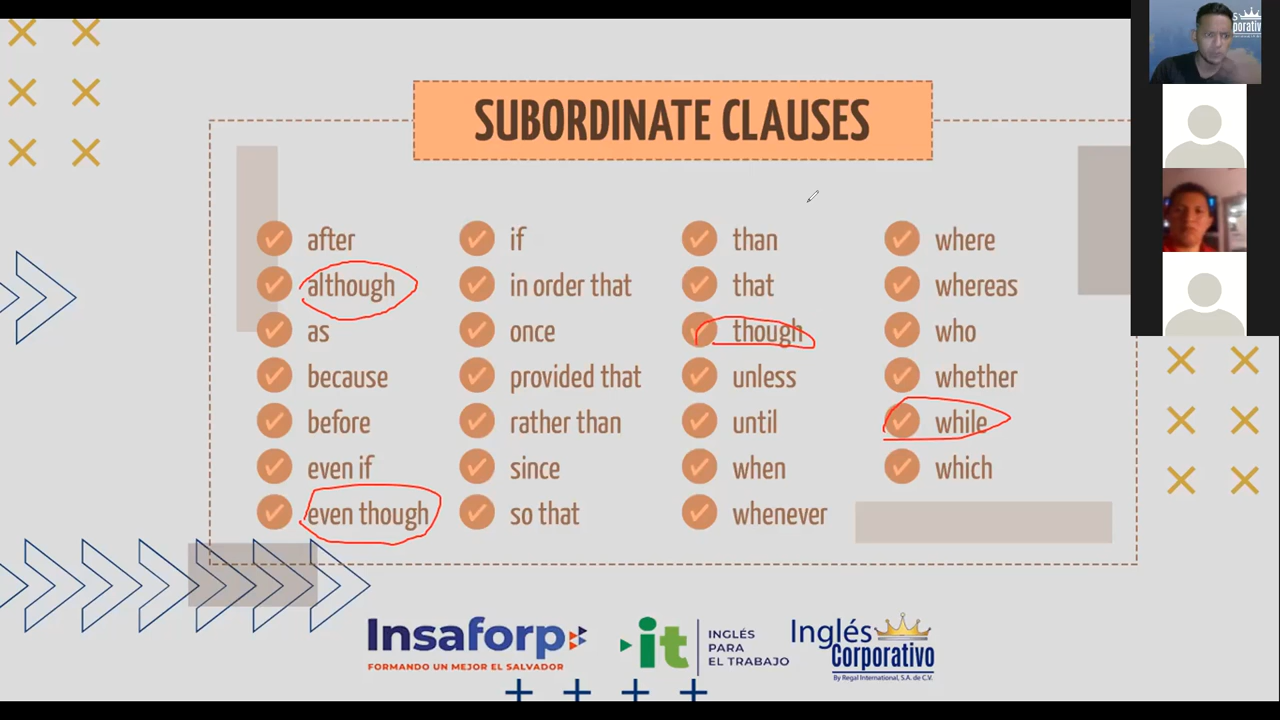 SUBORDINATE CLAUSES
after
although
as
because
before
even if
even though
if
in order that
once
provided that
rather than
since
so that
than
that
though
unless
until
when
whenever
where
whereas
who
whether
while
which
Insaforp
FORMANDO UN MEJOR EL SALVADOR
it
INGLÉS
PARA
EL TRABAJO
Inglés
Corporativo
By Regal International, S.A. de C.V.